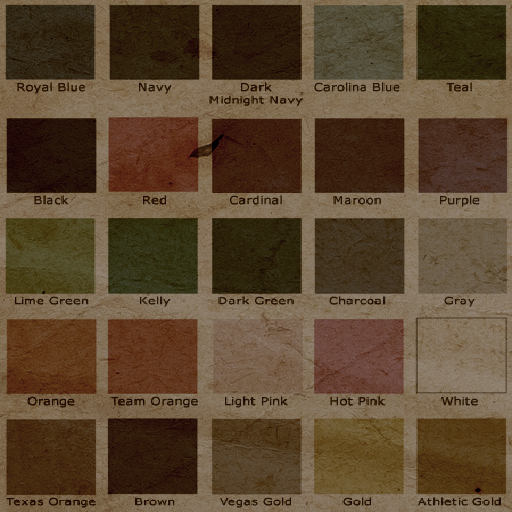 Royal Blue
Navy
Dark
Midnight Navy
Carolina Blue
Teal
Black
Red
Cardinal
Maroon
Purple
Lime Green
Kelly
Dark Green
Charcoal
Gray
Orange
Team Orange
Light Pink
Hot Pink
White
Texas Orange
Brown
Vegas Gold
Gold
Athletic Gold